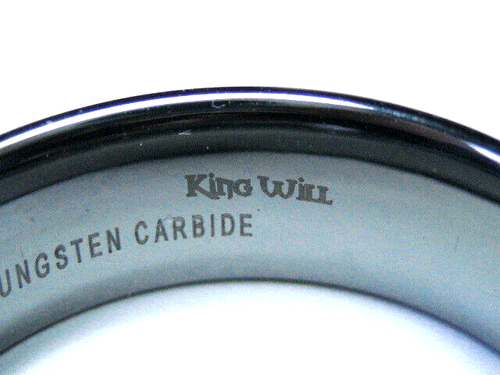 King Will
UNGSTEN CARBIDE